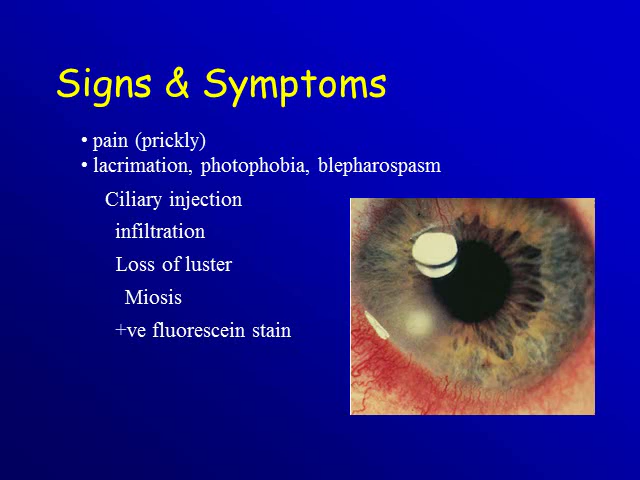 Signs & Symptoms
• pain (prickly)
• lacrimation, photophobia, blepharospasm
Ciliary injection
infiltration
Loss of luster
Miosis
+ve fluorescein stain